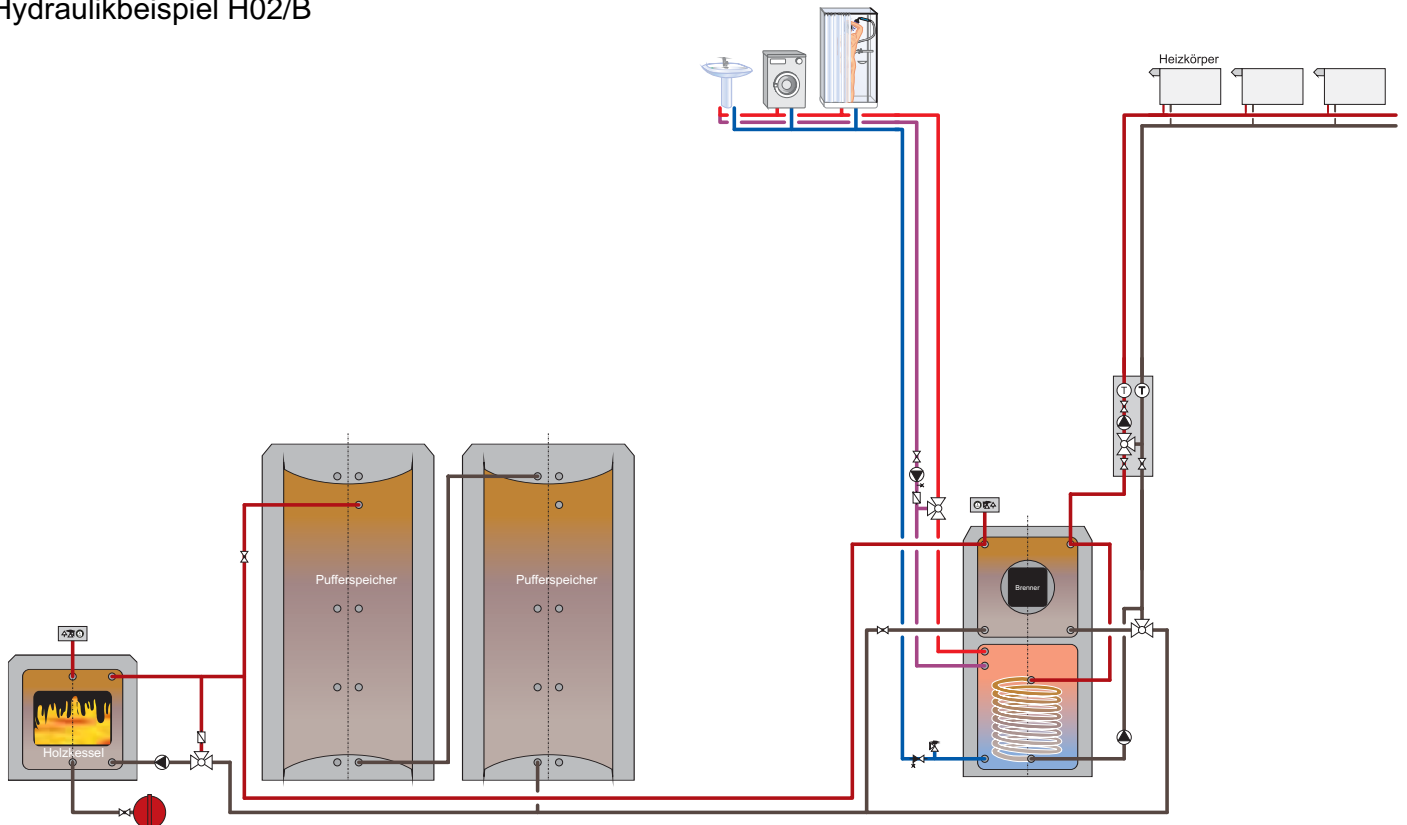 Hydraulikbeispiel H02/B
Heizkörper
T T
Pufferspeicher
Pufferspeicher
Brenner
Holzkessel